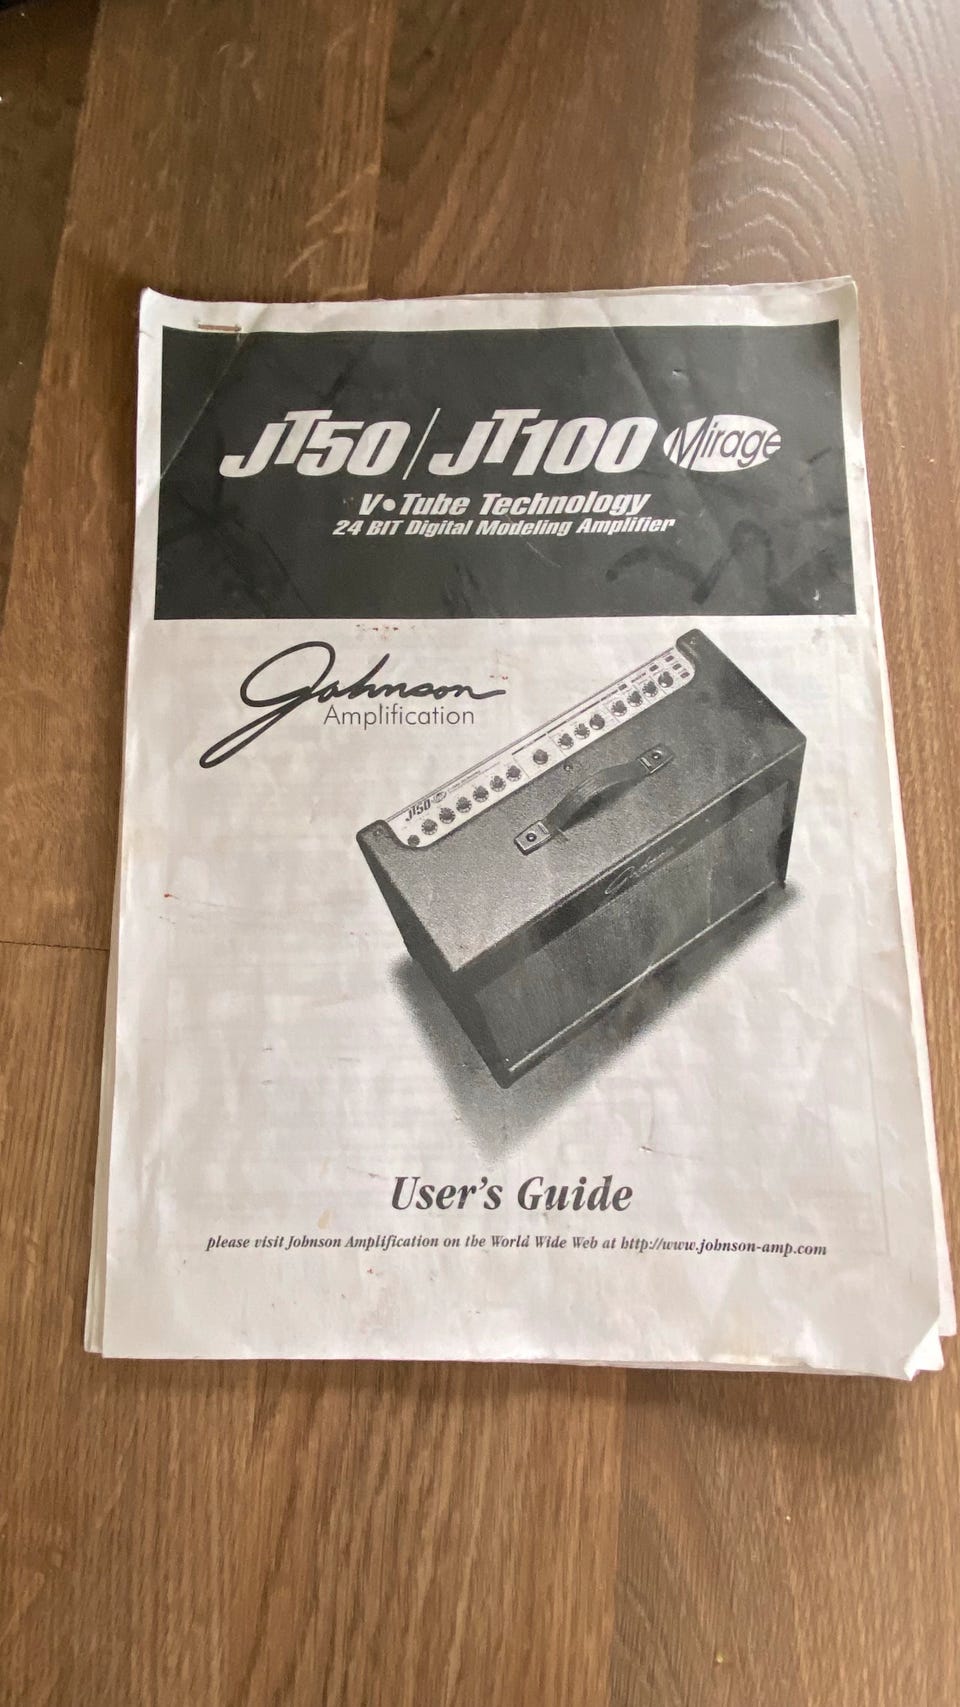 JT50/JT100 Mirage
V•Tube Technology
24 BIT Digital Modeling Amplifier
Johnson
Amplification
JT50
Johnson
User's Guide
please visit Johnson Amplification on the World Wide Web at http://www.johnson-amp.com